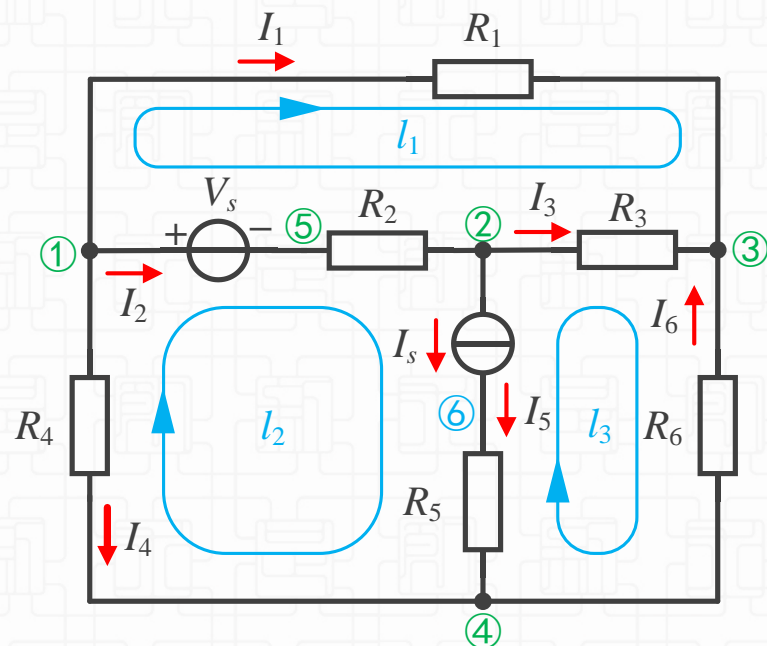 I₁
R₁
l₁
Vₛ
+
−
⑤
R₂
②
I₃
R₃
①
③
I₂
Iₛ
I₆
R₄
l₂
⑥
I₅
l₃
R₆
R₅
I₄
④